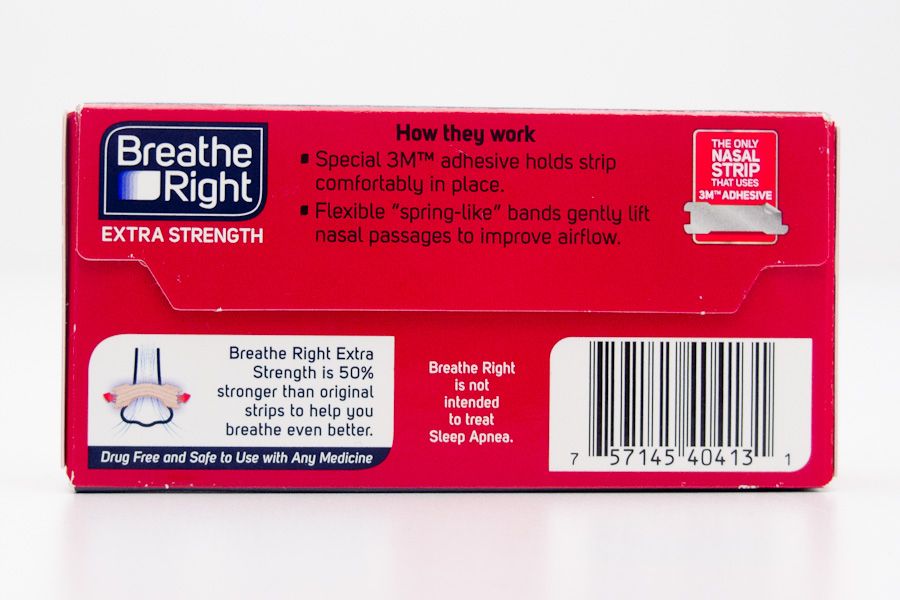 Breathe
Right
EXTRA STRENGTH
How they work
▪ Special 3M™ adhesive holds strip
comfortably in place.
▪ Flexible “spring-like” bands gently lift
nasal passages to improve airflow.
THE ONLY
NASAL
STRIP
THAT USES
3M™ ADHESIVE
Breathe Right Extra
Strength is 50%
stronger than original
strips to help you
breathe even better.
Drug Free and Safe to Use with Any Medicine
Breathe Right
is not
intended
to treat
Sleep Apnea.
7 57145 40413 1